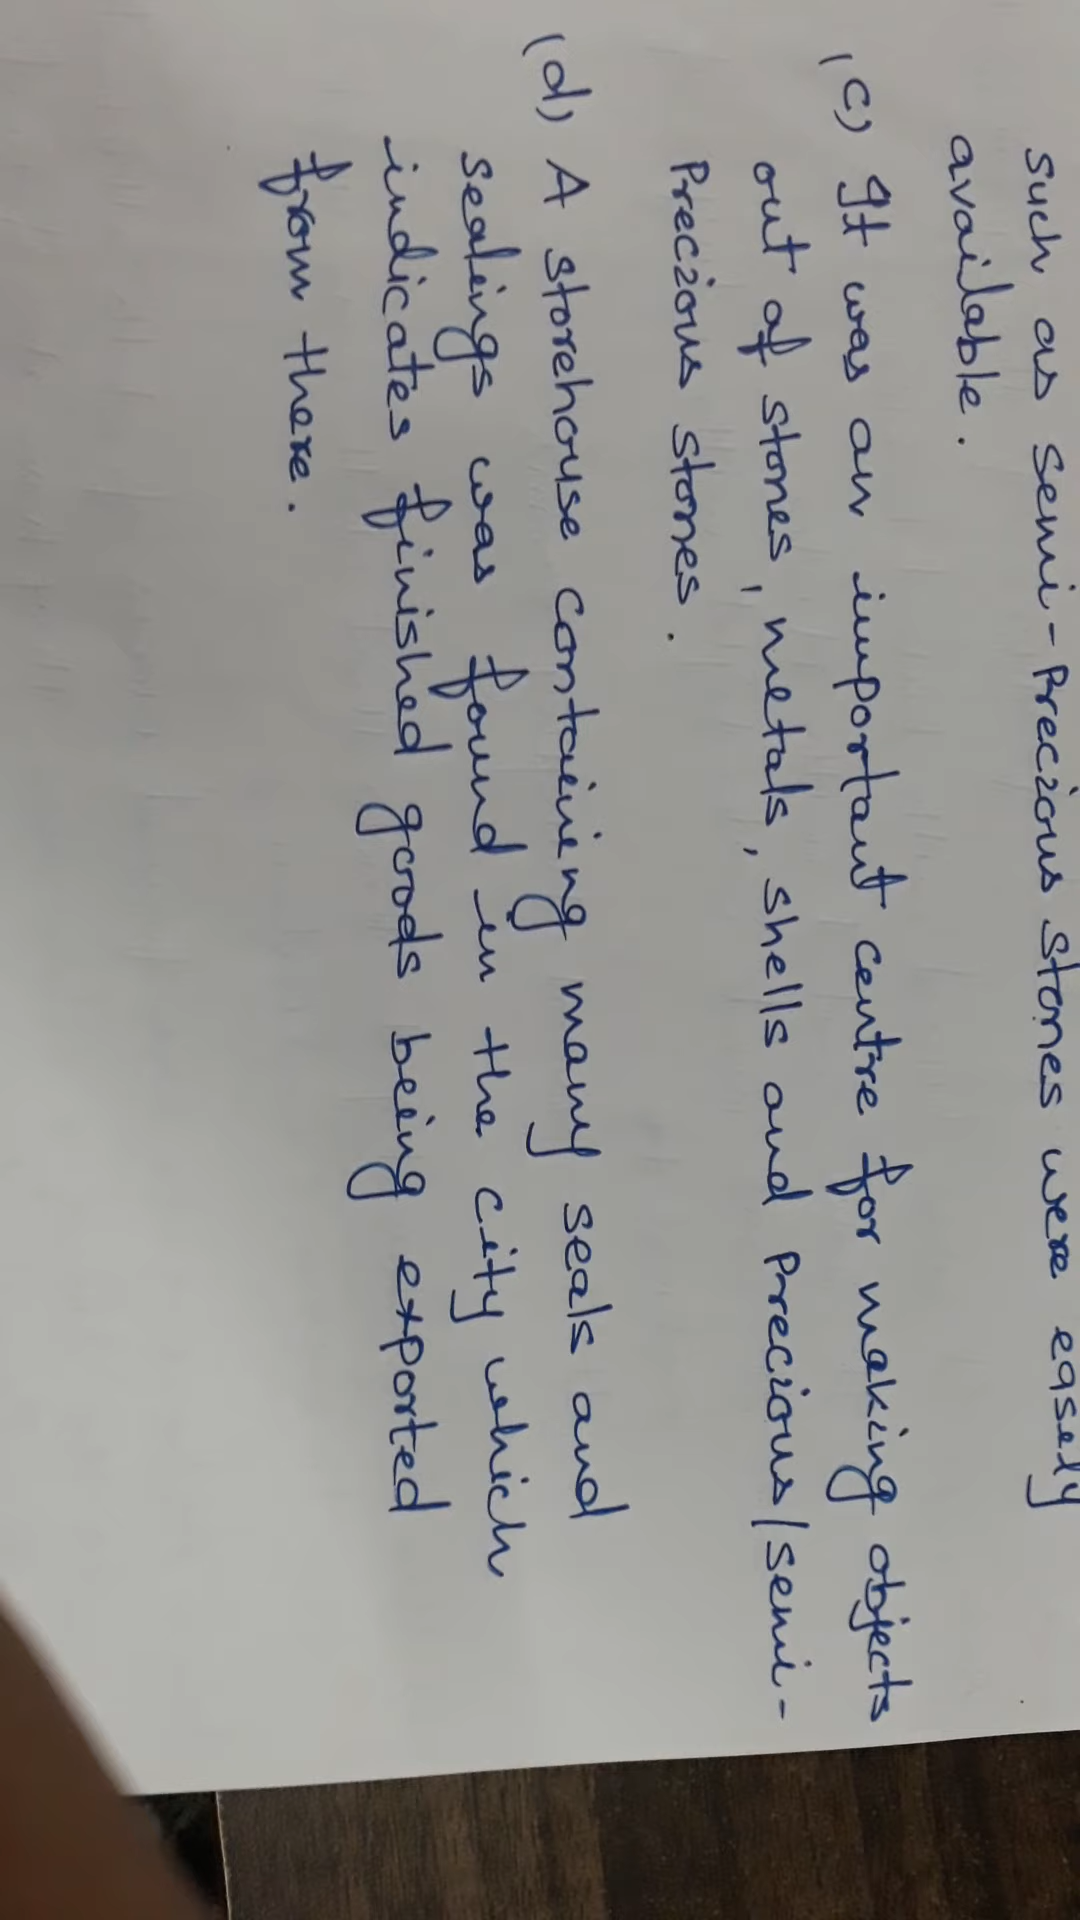 such as semi-Precious stones were easely
available.
(c) It was an important centre for making objects
out of stones, metals, shells and Precious/semi-
Precious stones.
(d) A storehouse containing many seals and
sealings was found in the city which
indicates finished goods being exported
from there.